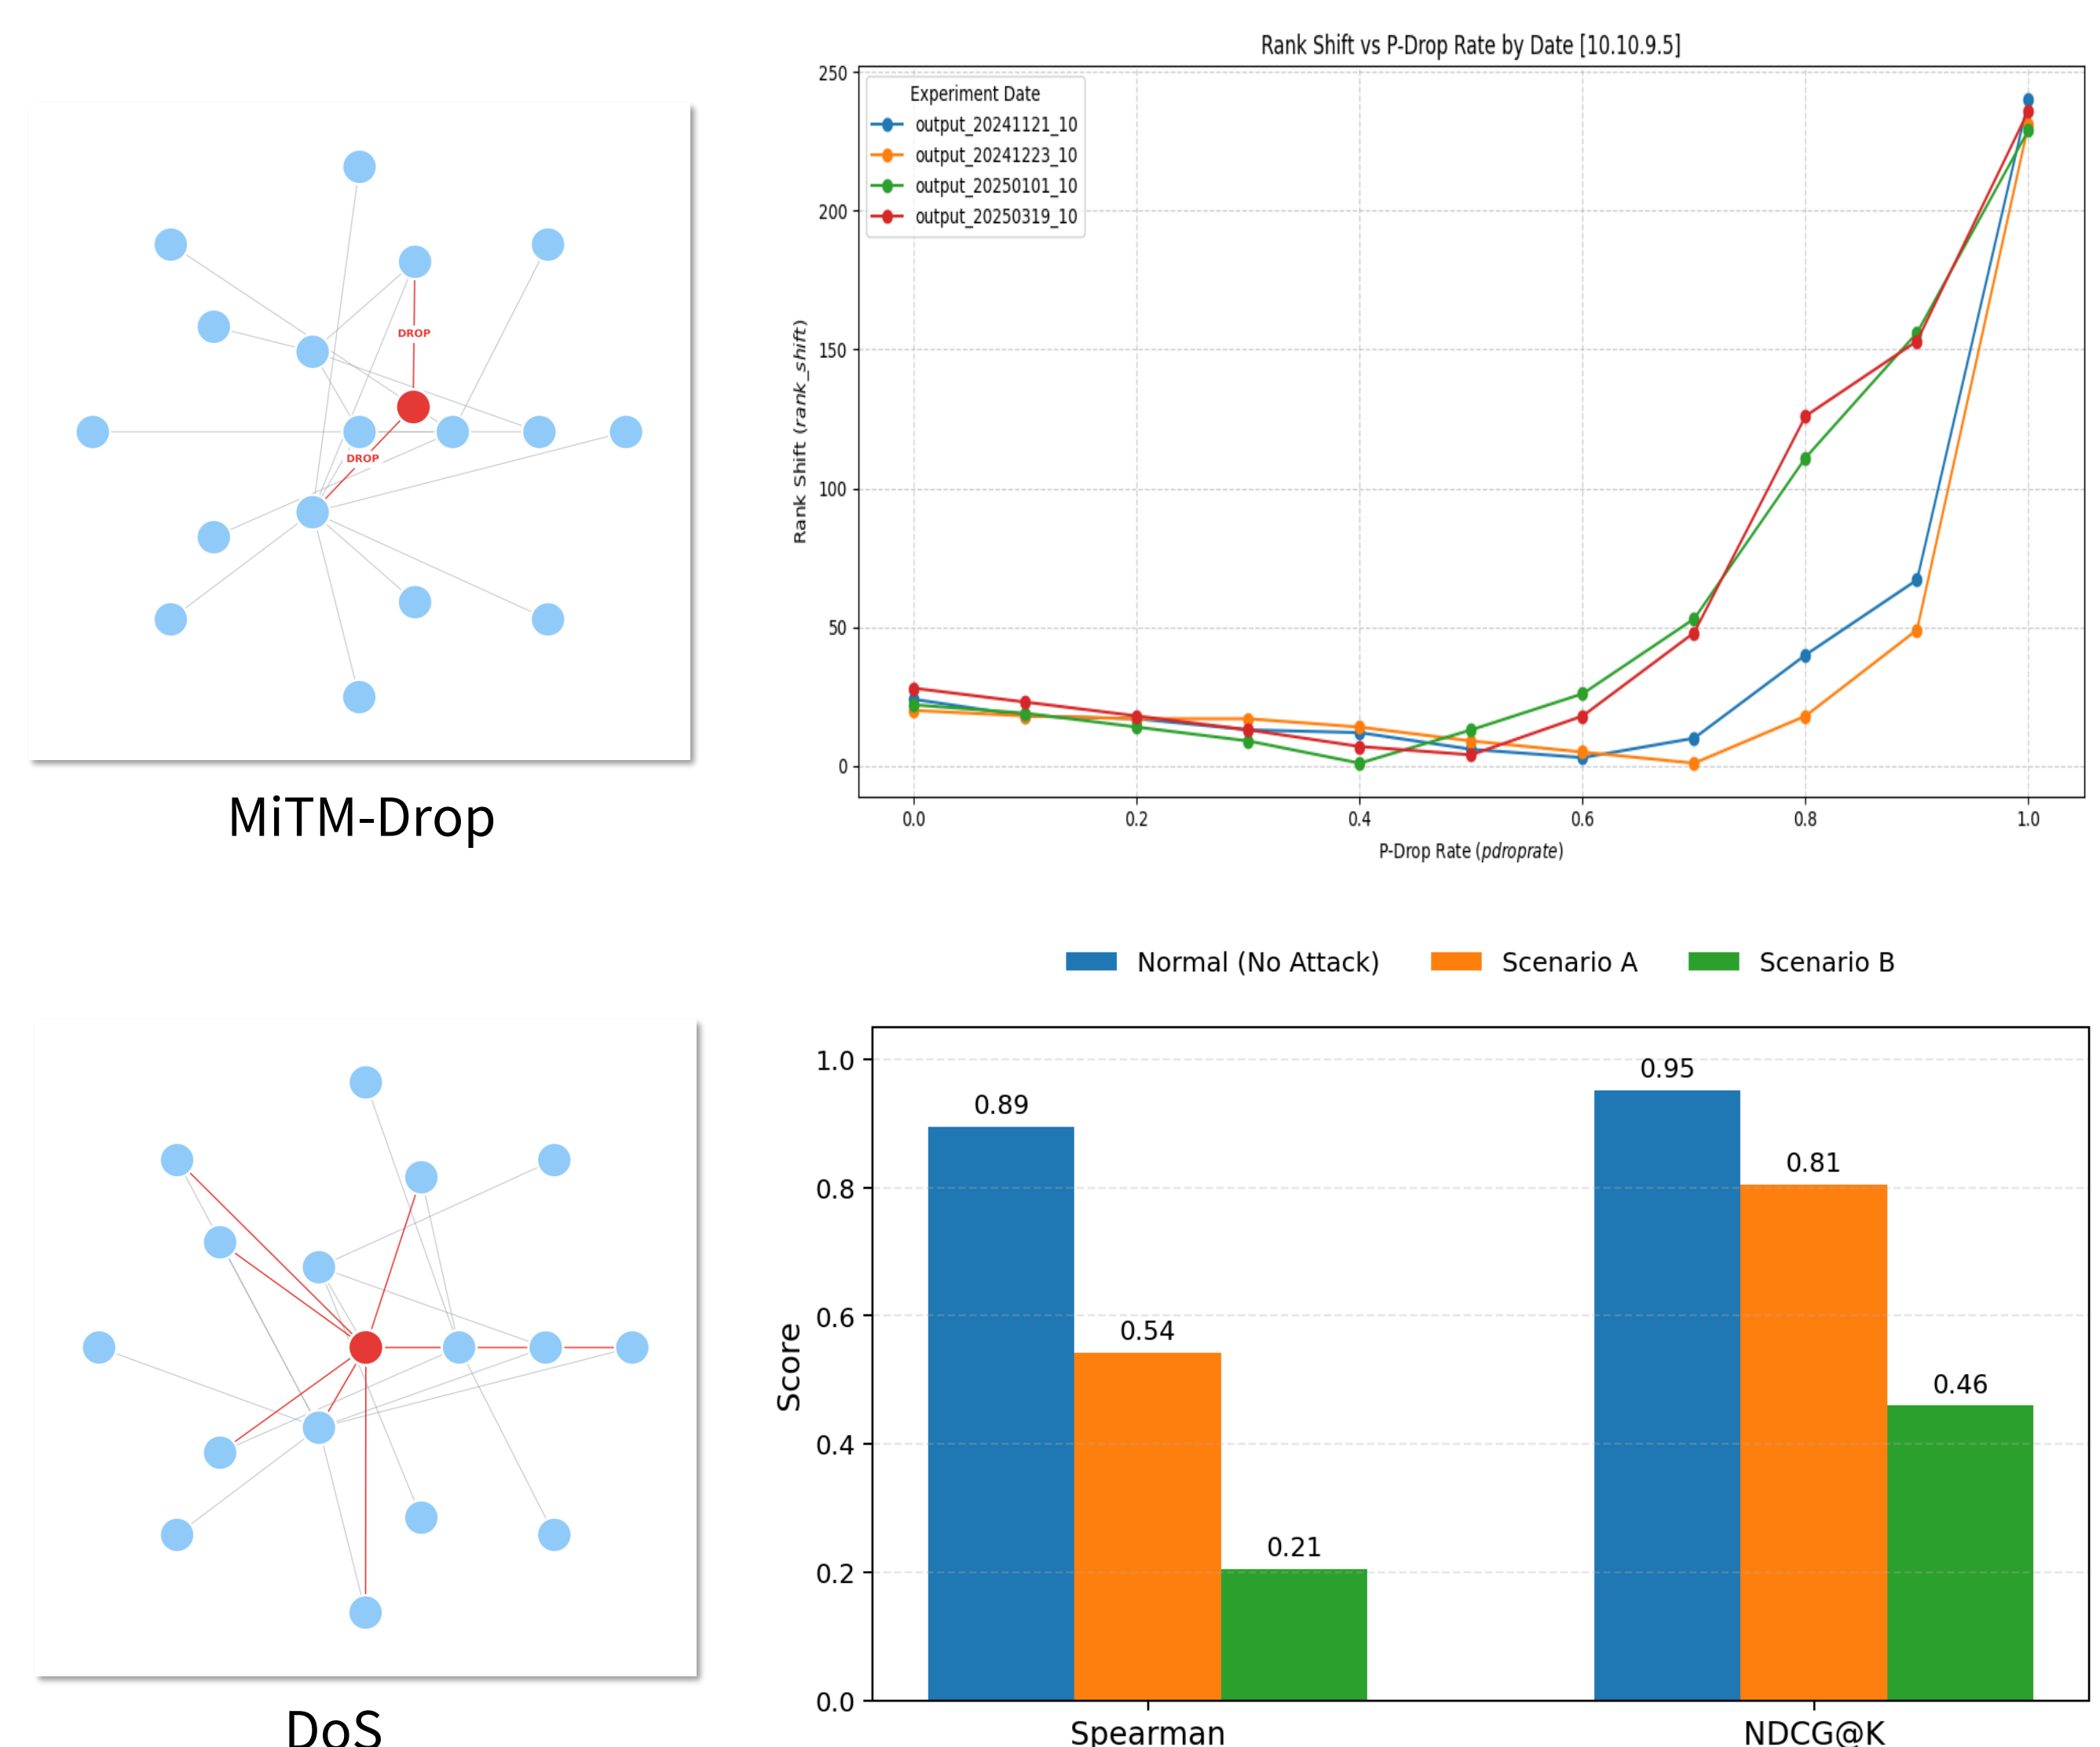 DROP
DROP
MiTM-Drop
Rank Shift vs P-Drop Rate by Date [10.10.9.5]
Experiment Date
output_20241121_10
output_20241223_10
output_20250101_10
output_20250319_10
250
200
150
100
50
0
Rank Shift (rank_shift)
0.0 0.2 0.4 0.6 0.8 1.0
P-Drop Rate (pdroprate)
DoS
Normal (No Attack) Scenario A Scenario B
1.0
0.8
0.6
0.4
0.2
0.0
Score
0.89
0.54
0.21
0.95
0.81
0.46
Spearman NDCG@K